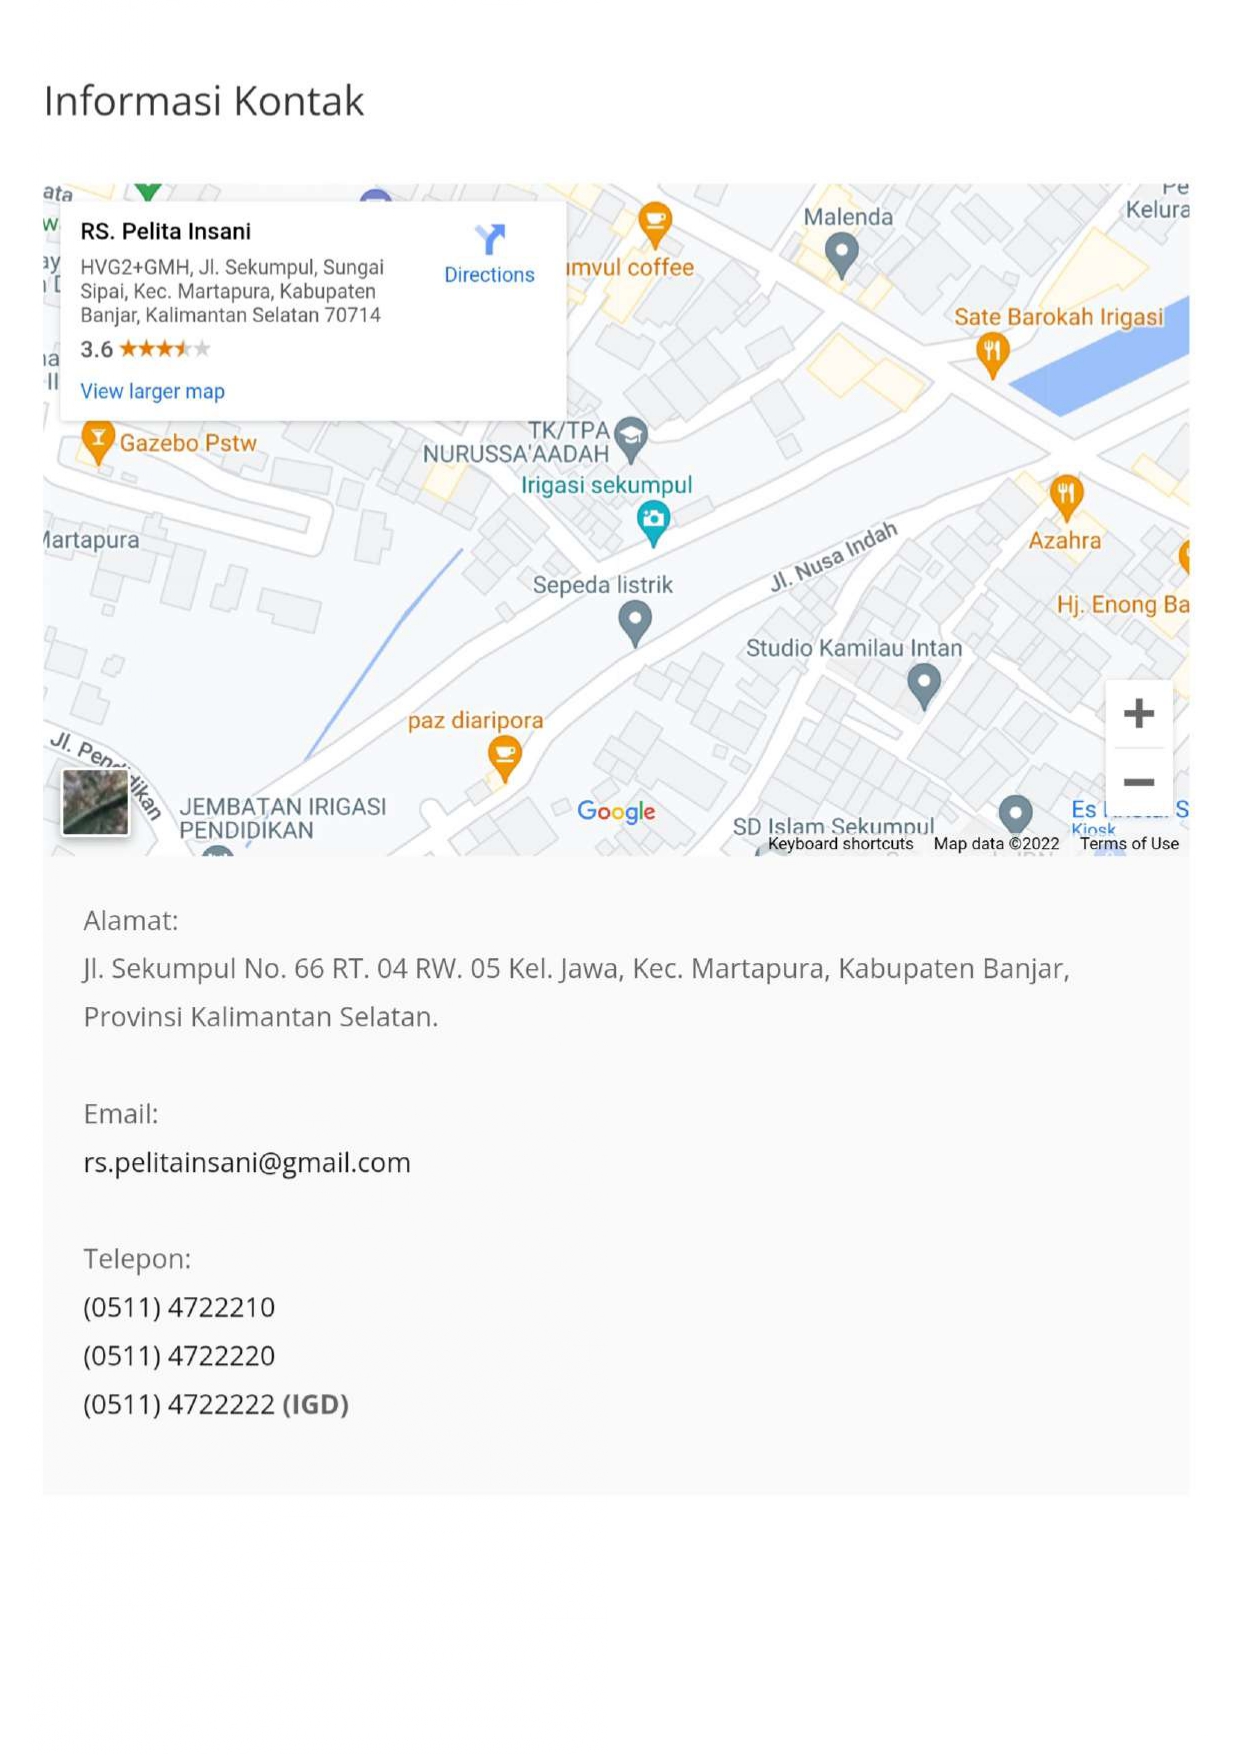 Informasi Kontak
ata
RS. Pelita Insani
HVG2+GMH, Jl. Sekumpul, Sungai
Sipai, Kec. Martapura, Kabupaten
Banjar, Kalimantan Selatan 70714
3.6
View larger map
Directions
umvul coffee
Malenda
Pe
Kelura
Sate Barokah Irigasi
Gazebo Pstw
TK/TPA
NURUSSA'AADAH
Irigasi sekumpul
Martapura
Jl. Nusa Indah
Azahra
Sepeda listrik
Hj. Enong Ba
Studio Kamilau Intan
paz diaripora
Jl. Pendidikan
JEMBATAN IRIGASI
PENDIDIKAN
Google
SD Islam Sekumpul
Es
Kiosk
Keyboard shortcuts Map data ©2022 Terms of Use
Alamat:
Jl. Sekumpul No. 66 RT. 04 RW. 05 Kel. Jawa, Kec. Martapura, Kabupaten Banjar,
Provinsi Kalimantan Selatan.
Email:
rs.pelitainsani@gmail.com
Telepon:
(0511) 4722210
(0511) 4722220
(0511) 4722222 (IGD)